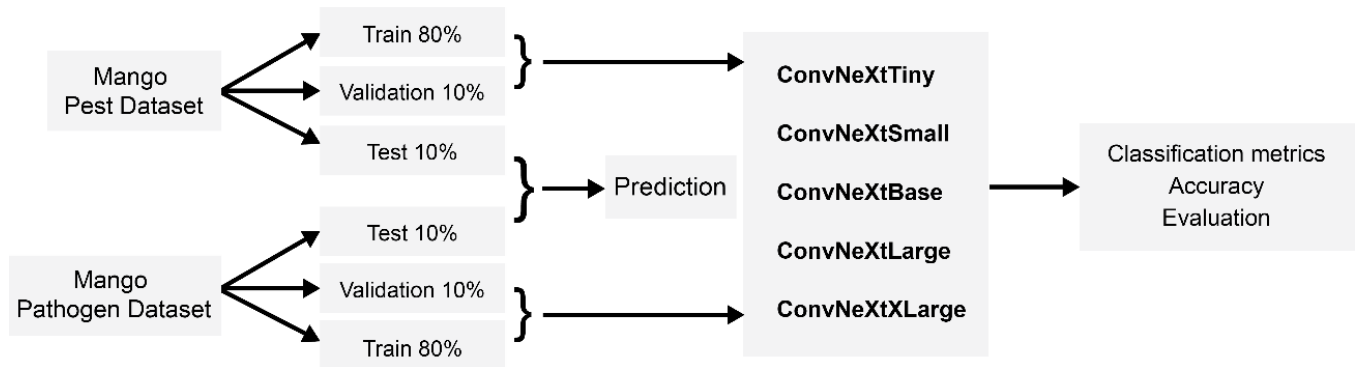 Mango
Pest Dataset
Train 80%
Validation 10%
Test 10%
Mango
Pathogen Dataset
Test 10%
Validation 10%
Train 80%
Prediction
ConvNeXtTiny
ConvNeXtSmall
ConvNeXtBase
ConvNeXtLarge
ConvNeXtXLarge
Classification metrics
Accuracy
Evaluation